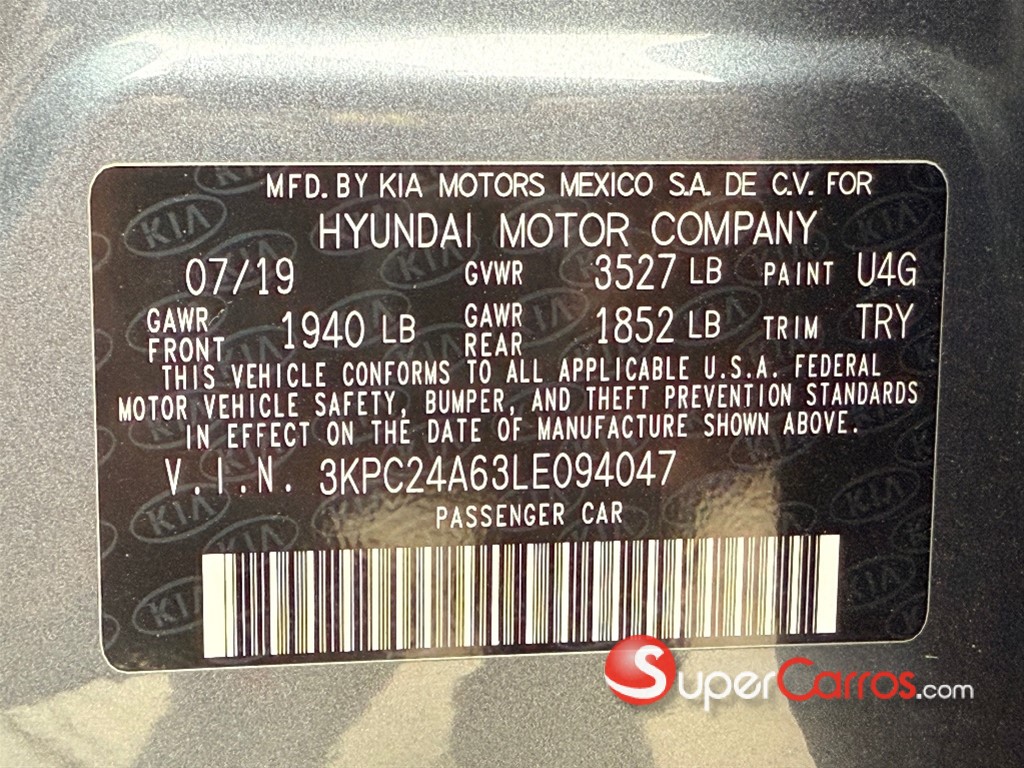 MFD. BY KIA MOTORS MEXICO S.A. DE C.V. FOR
HYUNDAI MOTOR COMPANY
07/19 GVWR 3527 LB PAINT U4G
GAWR FRONT 1940 LB GAWR REAR 1852 LB TRIM TRY
THIS VEHICLE CONFORMS TO ALL APPLICABLE U.S.A. FEDERAL
MOTOR VEHICLE SAFETY, BUMPER, AND THEFT PREVENTION STANDARDS
IN EFFECT ON THE DATE OF MANUFACTURE SHOWN ABOVE.
V.I.N. 3KPC24A63LE094047
PASSENGER CAR
SuperCarros.com